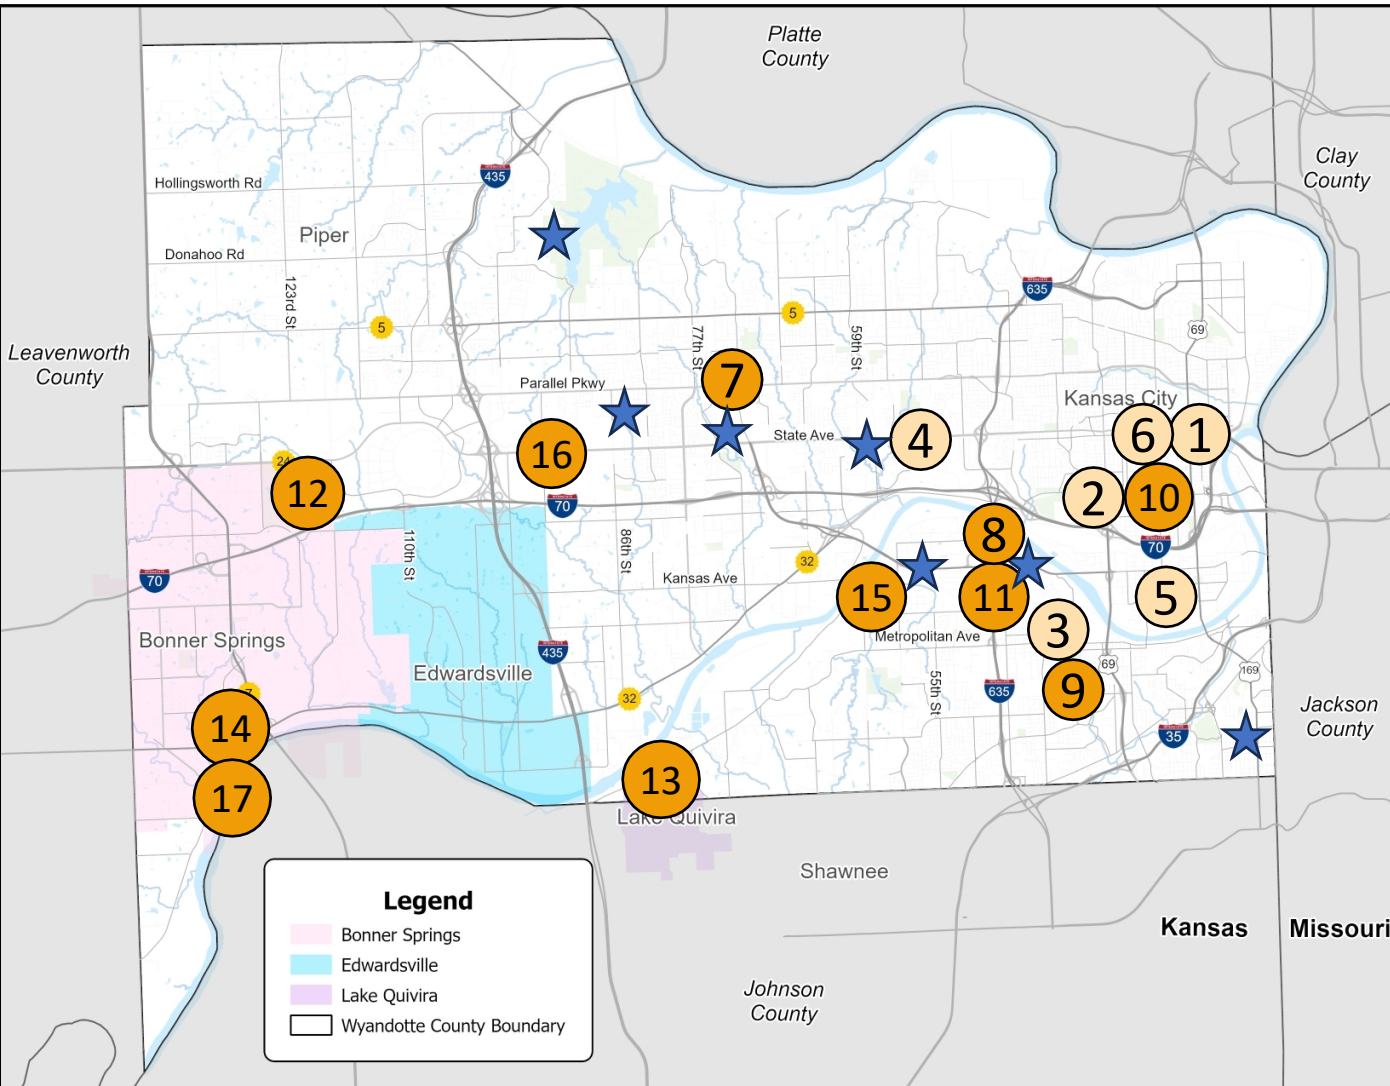 Platte
County
Clay
County
435
Hollingsworth Rd
Piper
Donahoo Rd
123rd St
635
5
5
69
77th St
59th St
Leavenworth
County
Parallel Pkwy
7
Kansas City
State Ave
4
6
1
16
24
12
2
10
70
8
70
110th St
86th St
32
Kansas Ave
70
15
11
5
3
Metropolitan Ave
Bonner Springs
435
Edwardsville
69
169
55th St
635
9
7
32
14
35
Jackson
County
13
17
Lake Quivira
Shawnee
Legend
Bonner Springs
Edwardsville
Lake Quivira
Wyandotte County Boundary
Kansas
Missouri
Johnson
County